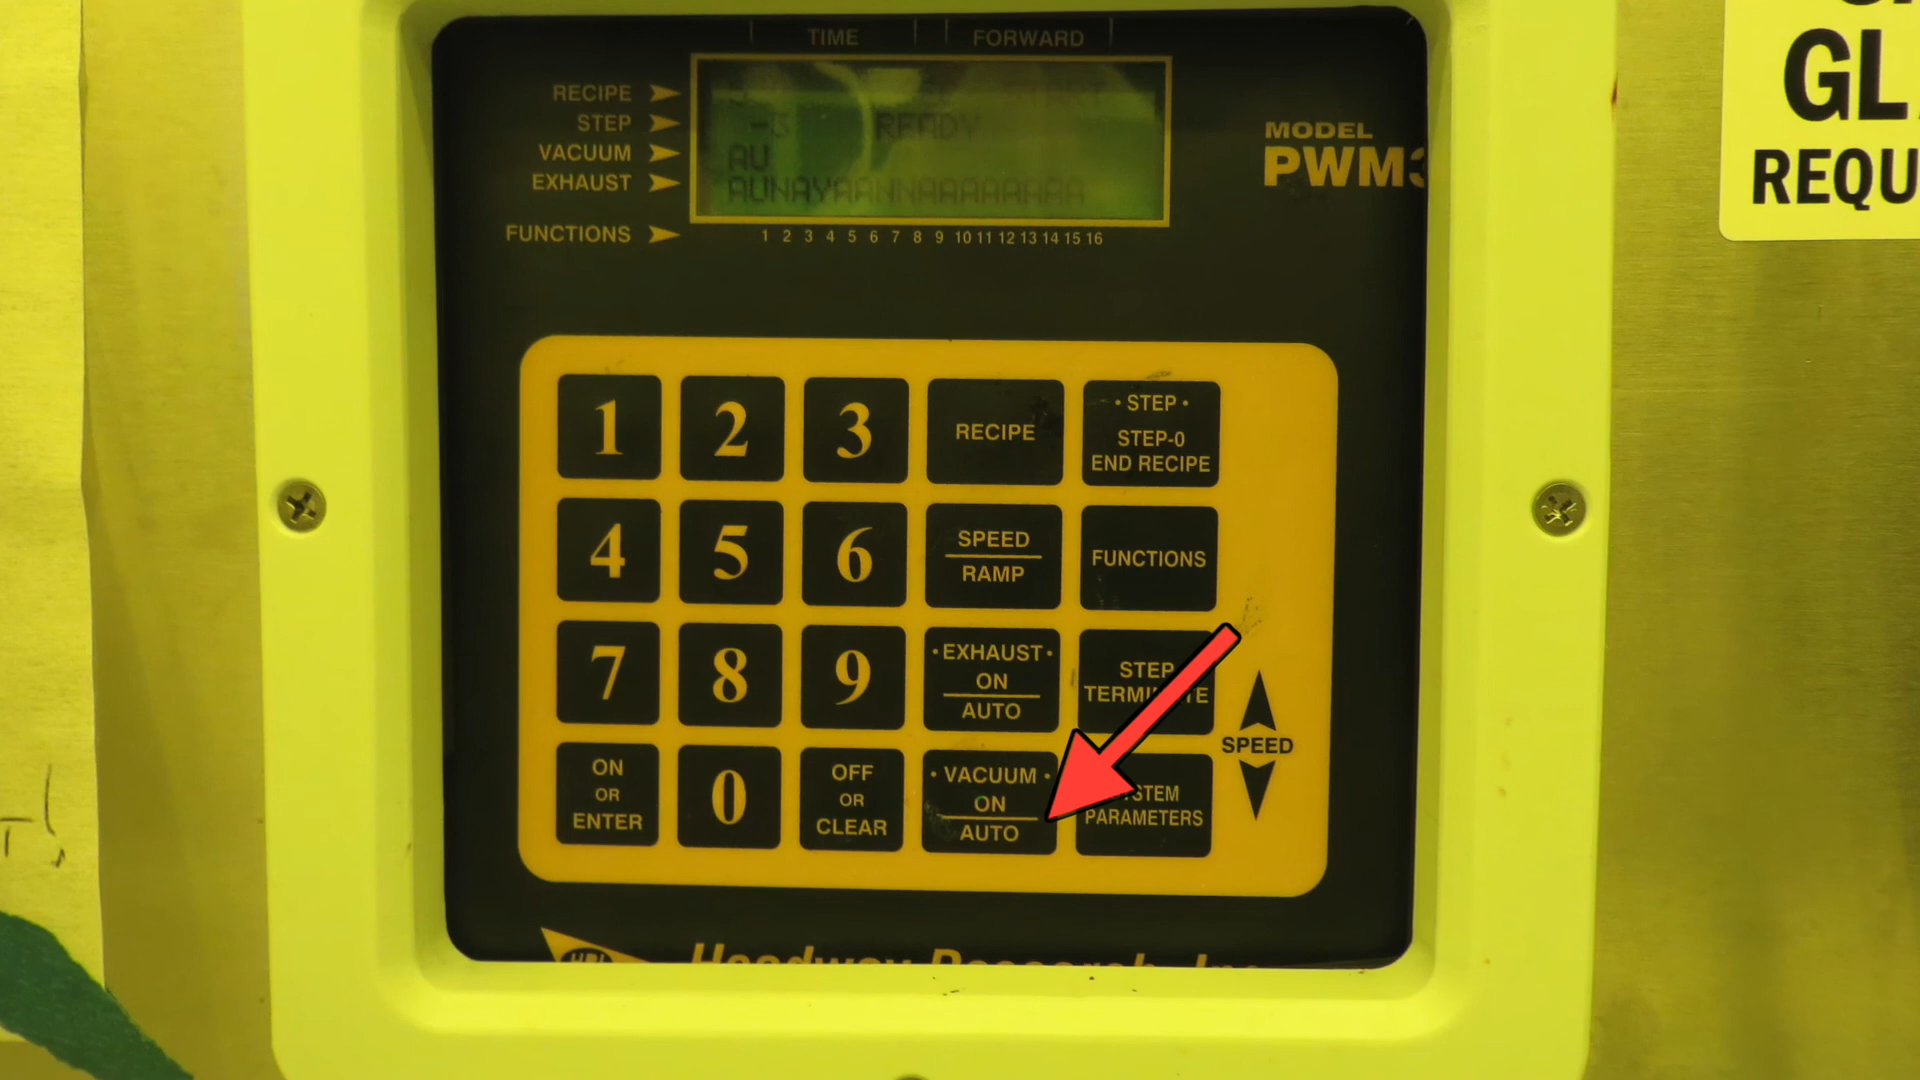 TIME FORWARD
RECIPE
STEP -3 READY
VACUUM AU
EXHAUST AUNAYAANNAAAAAAAA
FUNCTIONS 1 2 3 4 5 6 7 8 9 10 11 12 13 14 15 16
MODEL
PWM3
GL
REQU
1 2 3 RECIPE • STEP • STEP-0 END RECIPE
4 5 6 SPEED RAMP FUNCTIONS
7 8 9 • EXHAUST • ON AUTO STEP
SPEED
ON OR ENTER 0 OFF OR CLEAR • VACUUM • ON AUTO PARAMETERS
Headway Research, Inc